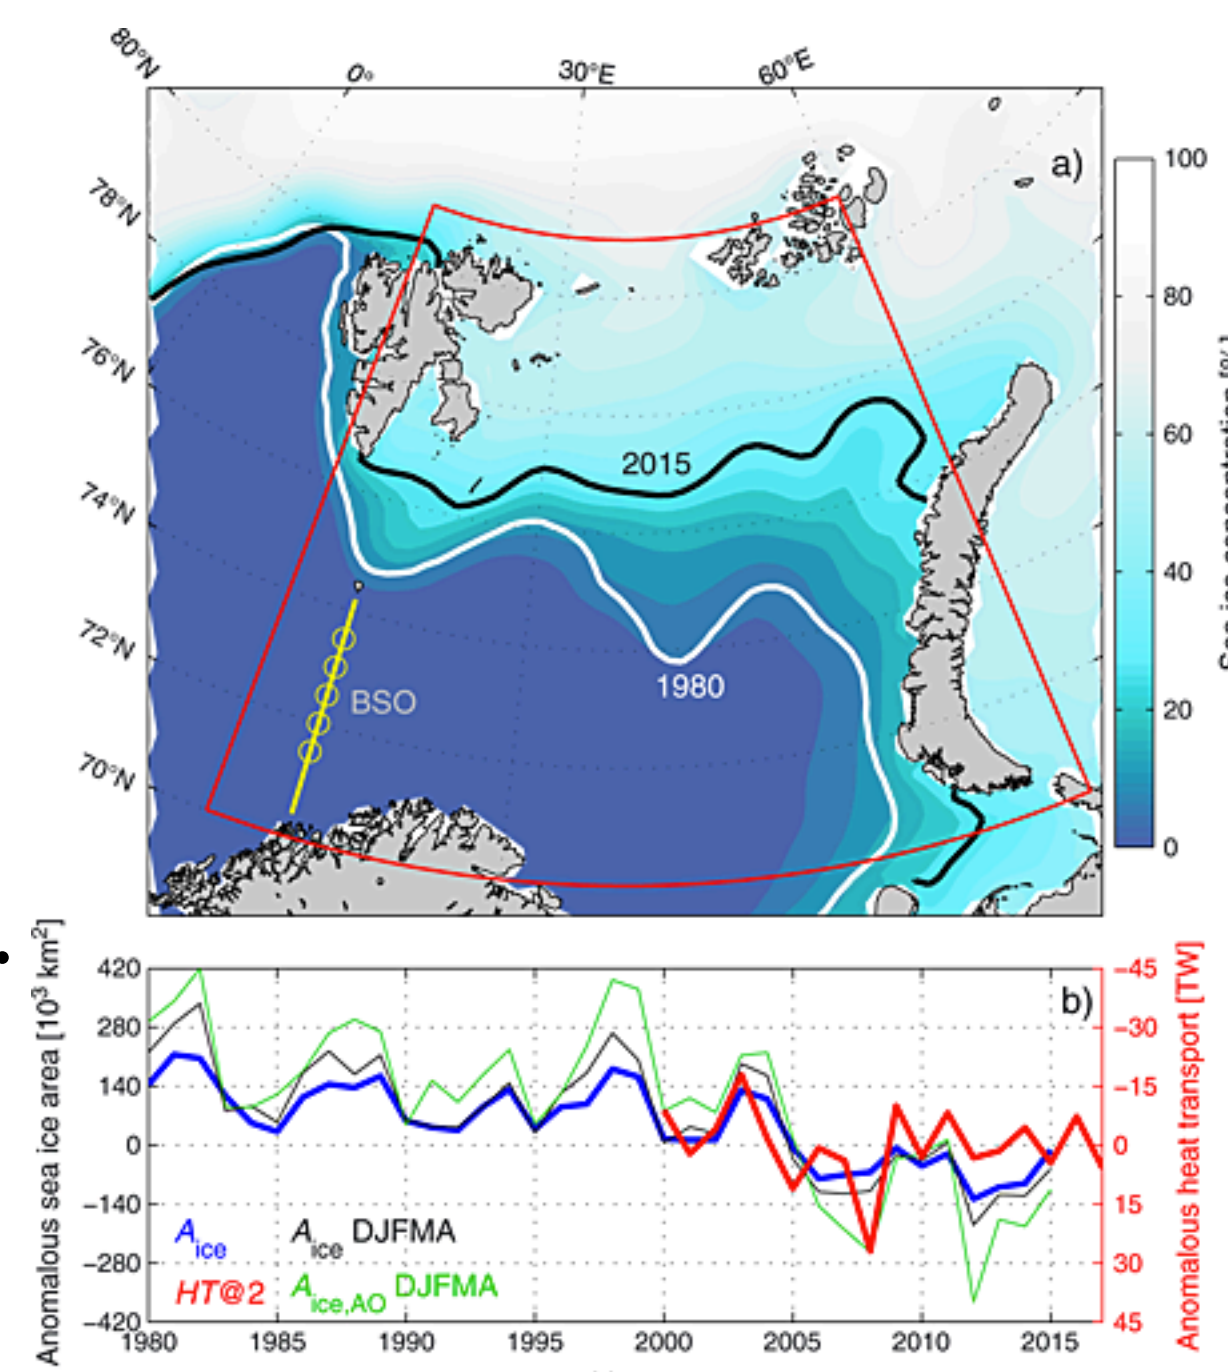 80°N
0°
30°E
60°E
a)
78°N
76°N
74°N
72°N
70°N
2015
1980
BSO
100
80
60
40
20
0
Anomalous sea ice area [10³ km²]
420
280
140
0
−140
−280
−420
b)
A_ice
A_ice DJFMA
HT@2
A_ice,AO DJFMA
−45
−30
−15
0
15
30
45
Anomalous heat transport [TW]
1980
1985
1990
1995
2000
2005
2010
2015